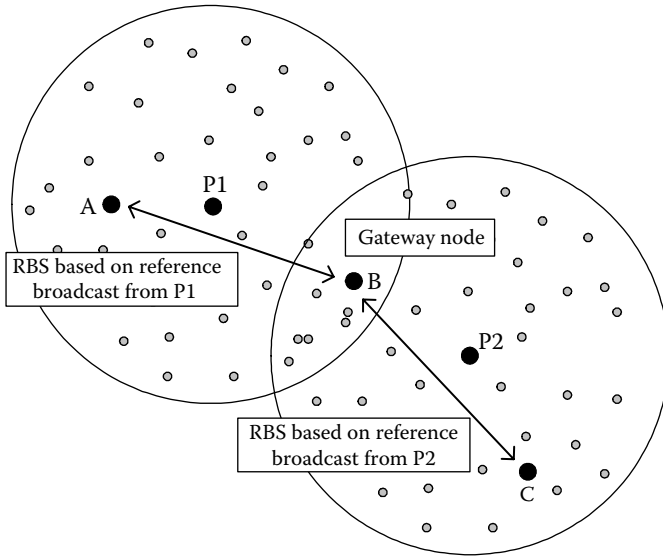 P1
A
Gateway node
RBS based on reference
broadcast from P1
B
P2
RBS based on reference
broadcast from P2
C